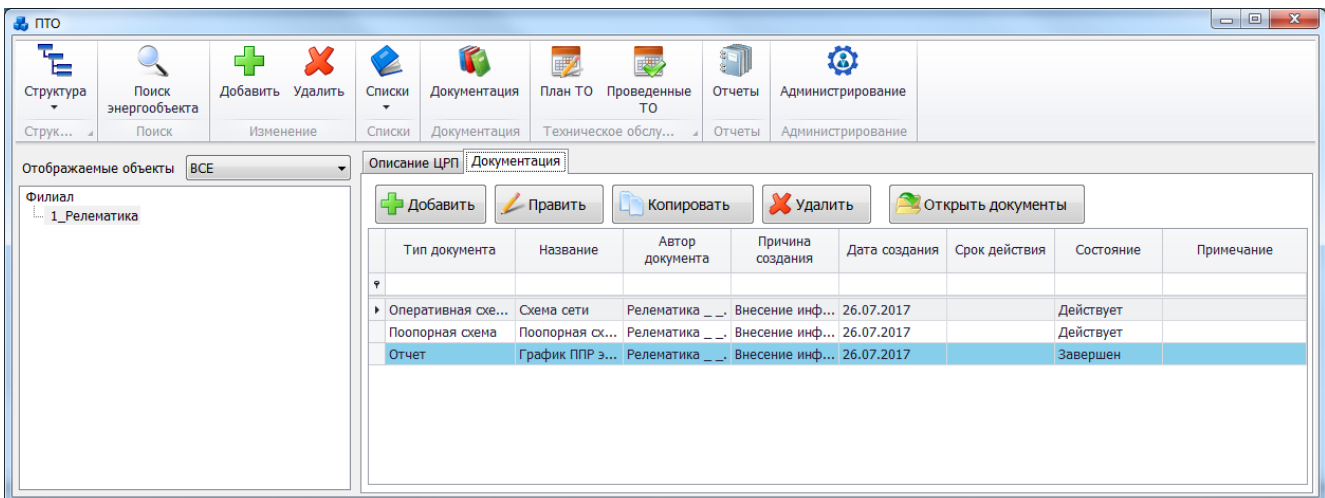 ПТО
Структура
Поиск
энергообъекта
Добавить
Удалить
Списки
Документация
План ТО
Проведенные
ТО
Отчеты
Администрирование
Струк...
Поиск
Изменение
Списки
Документация
Техническое обслу...
Отчеты
Администрирование
Отображаемые объекты ВСЕ
Филиал
1_Релематика
Описание ЦРП Документация
Добавить Править Копировать Удалить Открыть документы
Тип документа
Название
Автор
документа
Причина
создания
Дата создания
Срок действия
Состояние
Примечание
Оперативная схе... Схема сети Релематика _ _. Внесение инф... 26.07.2017 Действует
Поопорная схема Поопорная сх... Релематика _ _. Внесение инф... 26.07.2017 Действует
Отчет График ППР э... Релематика _ _. Внесение инф... 26.07.2017 Завершен